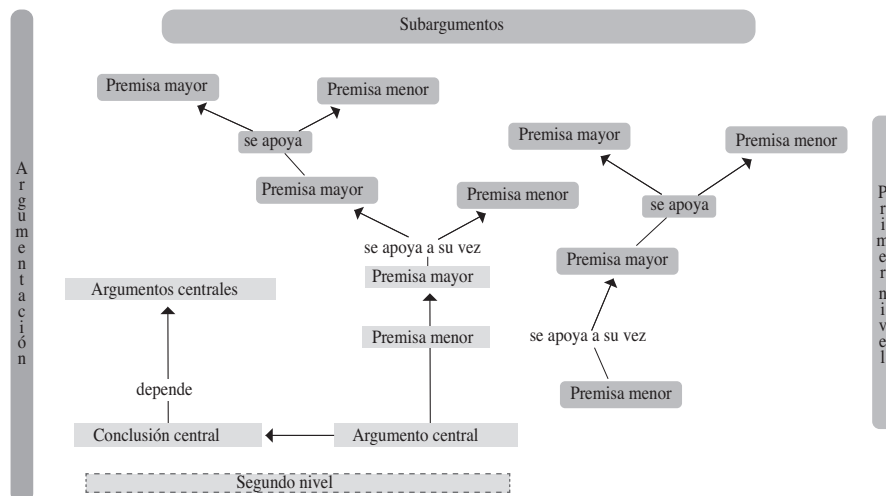 Subargumentos
Argumentación
Premisa mayor
Premisa menor
se apoya
Premisa mayor
Premisa menor
se apoya a su vez
Premisa mayor
Premisa menor
Argumentos centrales
depende
Conclusión central
Argumento central
Segundo nivel
Premisa mayor
Premisa menor
se apoya
Premisa mayor
se apoya a su vez
Premisa menor
Primer nivel